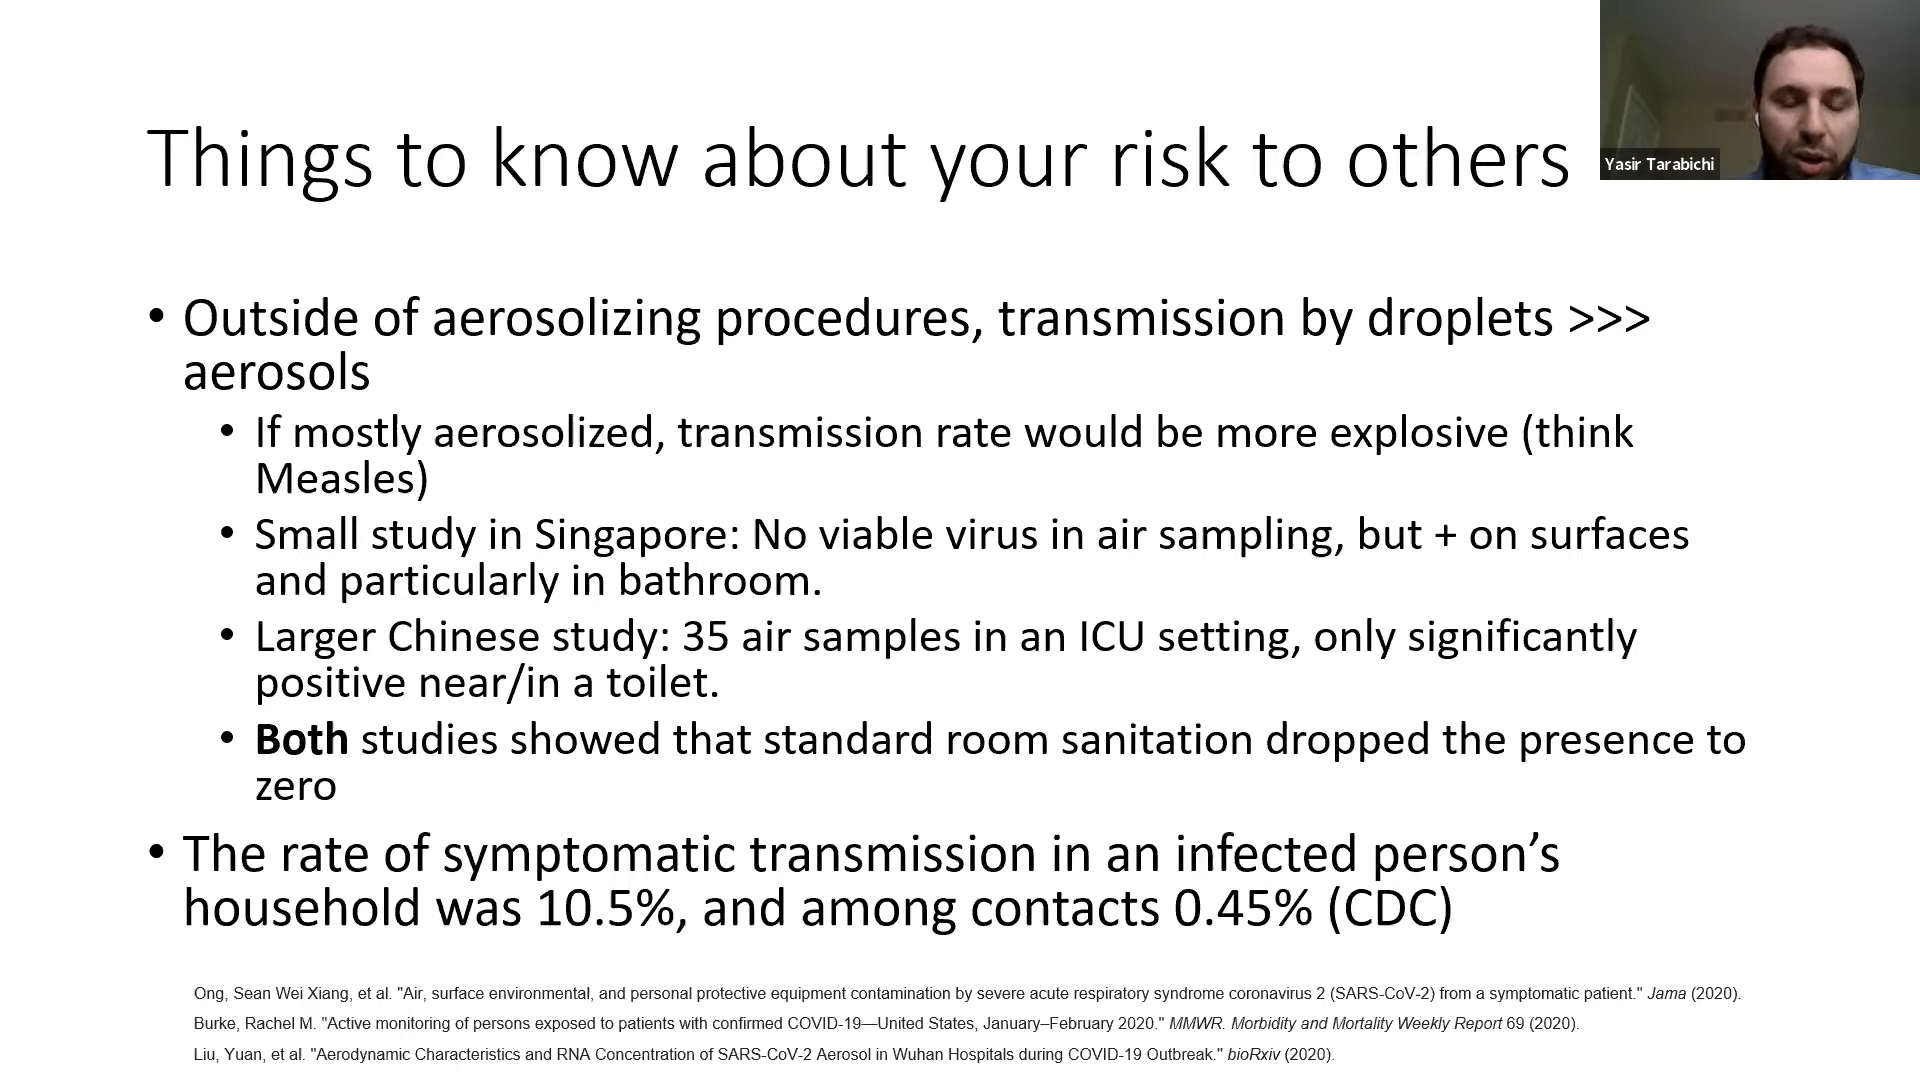 Things to know about your risk to others
Yasir Tarabichi
• Outside of aerosolizing procedures, transmission by droplets >>>
aerosols
• If mostly aerosolized, transmission rate would be more explosive (think
Measles)
• Small study in Singapore: No viable virus in air sampling, but + on surfaces
and particularly in bathroom.
• Larger Chinese study: 35 air samples in an ICU setting, only significantly
positive near/in a toilet.
• Both studies showed that standard room sanitation dropped the presence to
zero
• The rate of symptomatic transmission in an infected person’s
household was 10.5%, and among contacts 0.45% (CDC)
Ong, Sean Wei Xiang, et al. "Air, surface environmental, and personal protective equipment contamination by severe acute respiratory syndrome coronavirus 2 (SARS-CoV-2) from a symptomatic patient." Jama (2020).
Burke, Rachel M. "Active monitoring of persons exposed to patients with confirmed COVID-19—United States, January–February 2020." MMWR. Morbidity and Mortality Weekly Report 69 (2020).
Liu, Yuan, et al. "Aerodynamic Characteristics and RNA Concentration of SARS-CoV-2 Aerosol in Wuhan Hospitals during COVID-19 Outbreak." bioRxiv (2020).